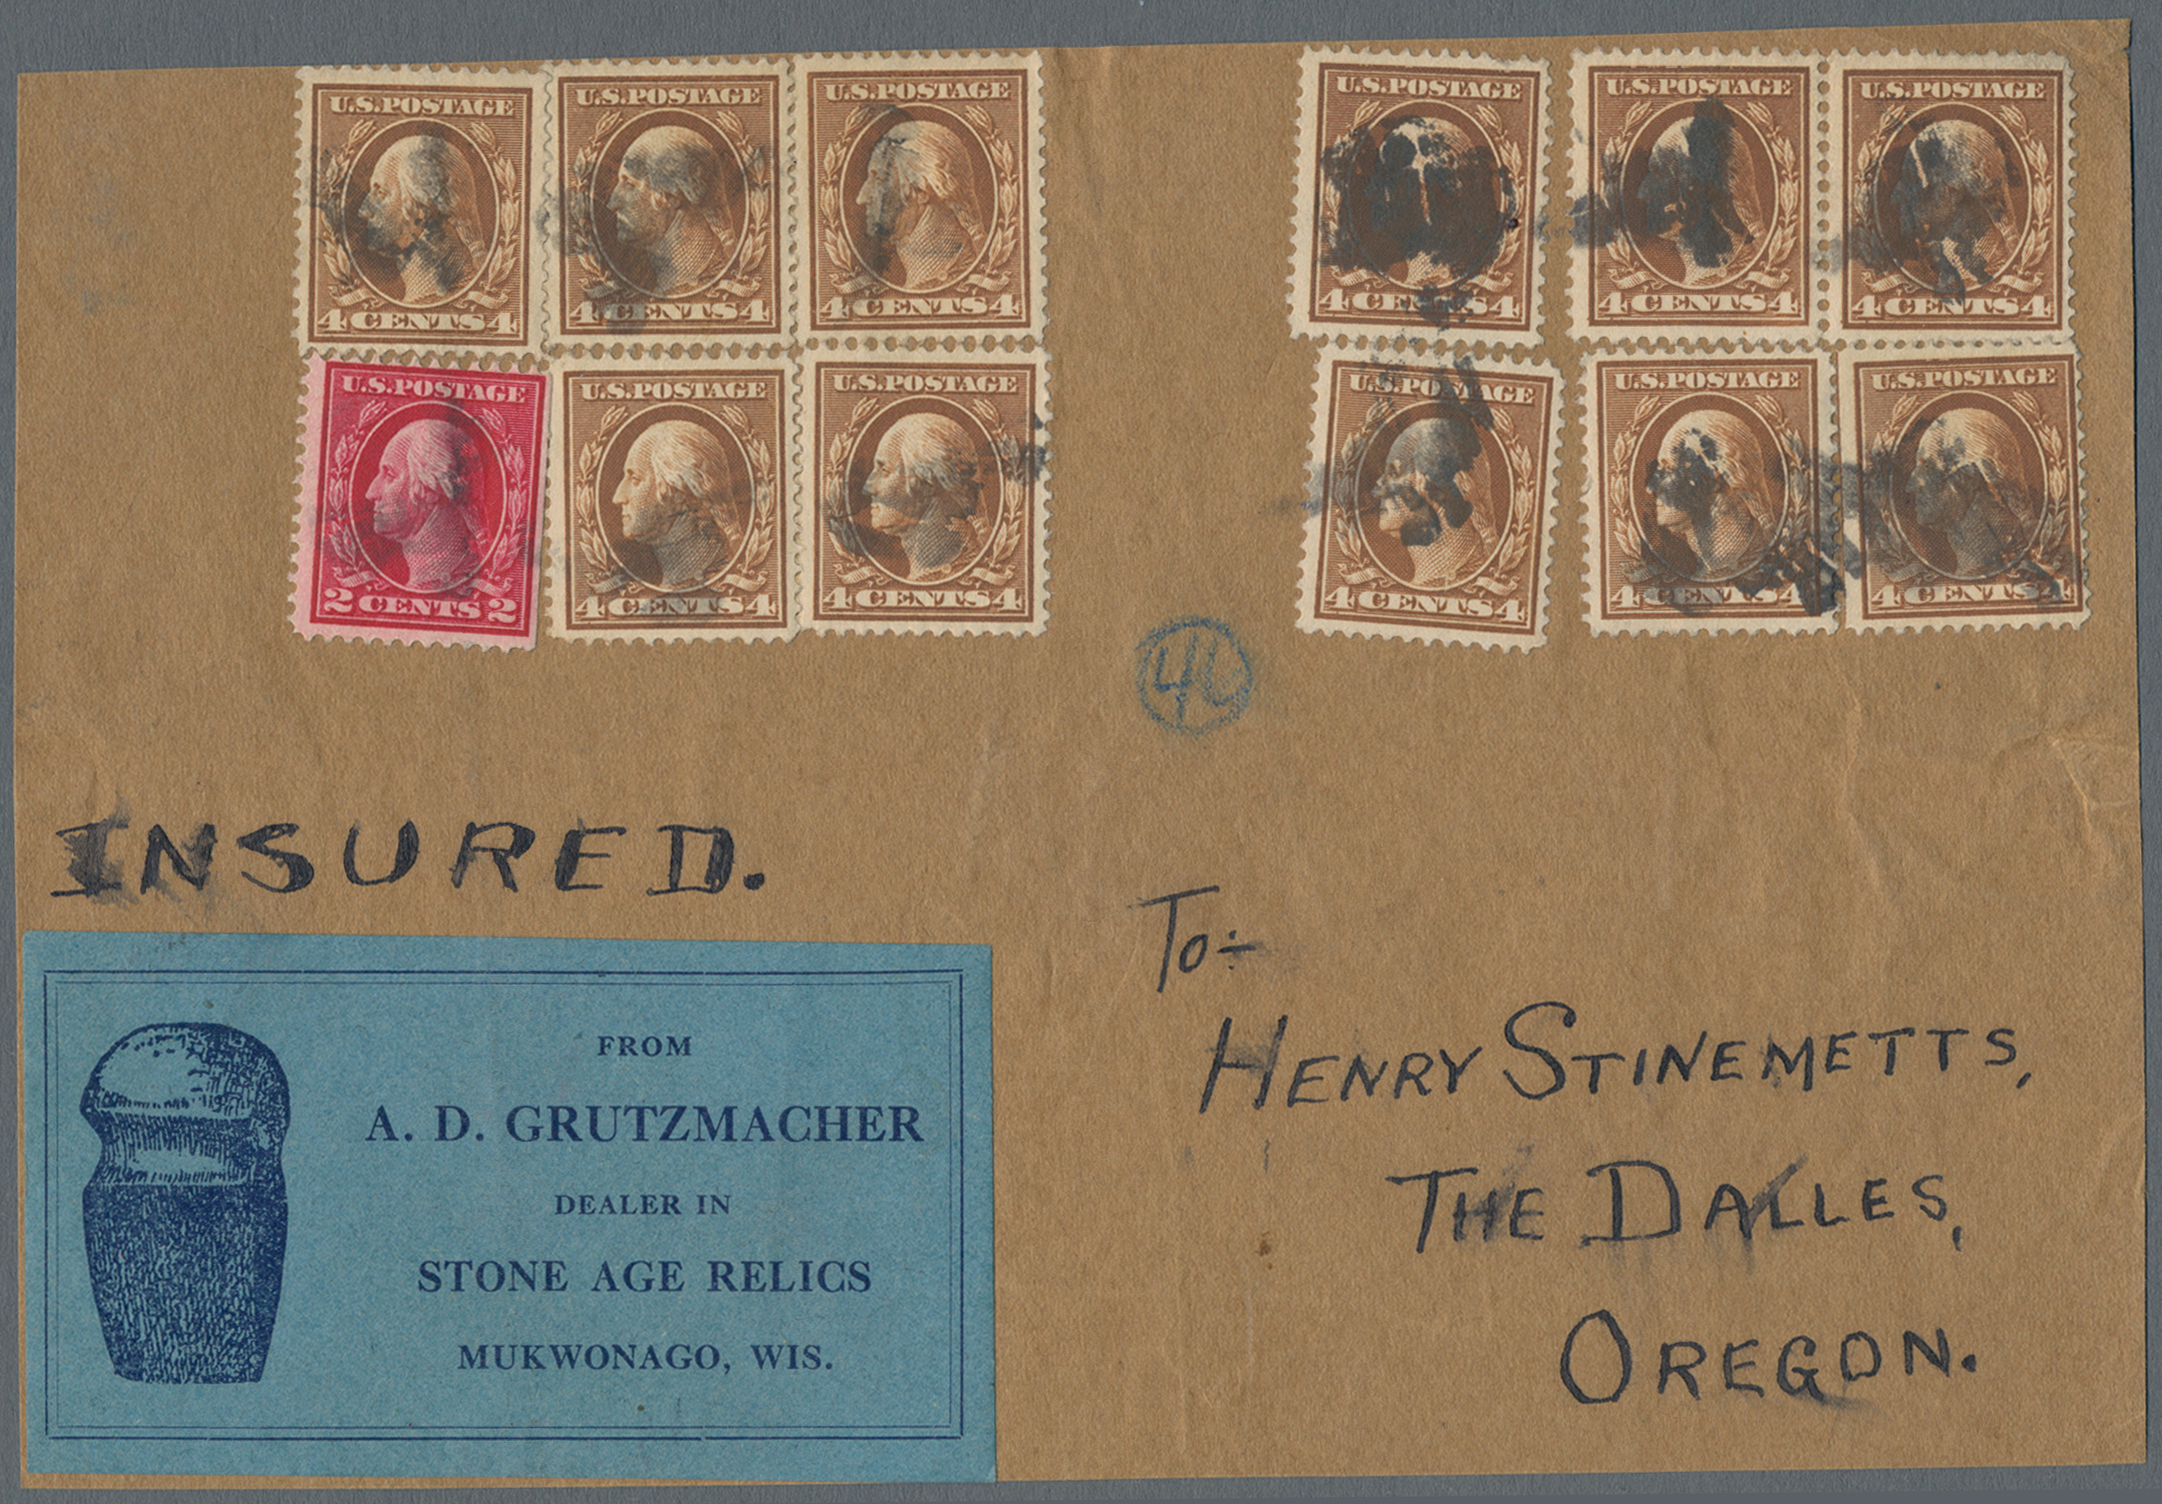 U.S.POSTAGE U.S.POSTAGE U.S.POSTAGE U.S.POSTAGE U.S.POSTAGE U.S.POSTAGE
4 CENTS 4 4 CENTS 4 4 CENTS 4 4 CENTS 4 4 CENTS 4 4 CENTS 4
U.S.POSTAGE U.S.POSTAGE U.S.POSTAGE U.S.POSTAGE U.S.POSTAGE U.S.POSTAGE
2 CENTS 2 4 CENTS 4 4 CENTS 4 4 CENTS 4 4 CENTS 4 4 CENTS 4
INSURED.
FROM
A. D. GRUTZMACHER
DEALER IN
STONE AGE RELICS
MUKWONAGO, WIS.
To:-
HENRY STINEMETTS,
THE DALLES,
OREGON.